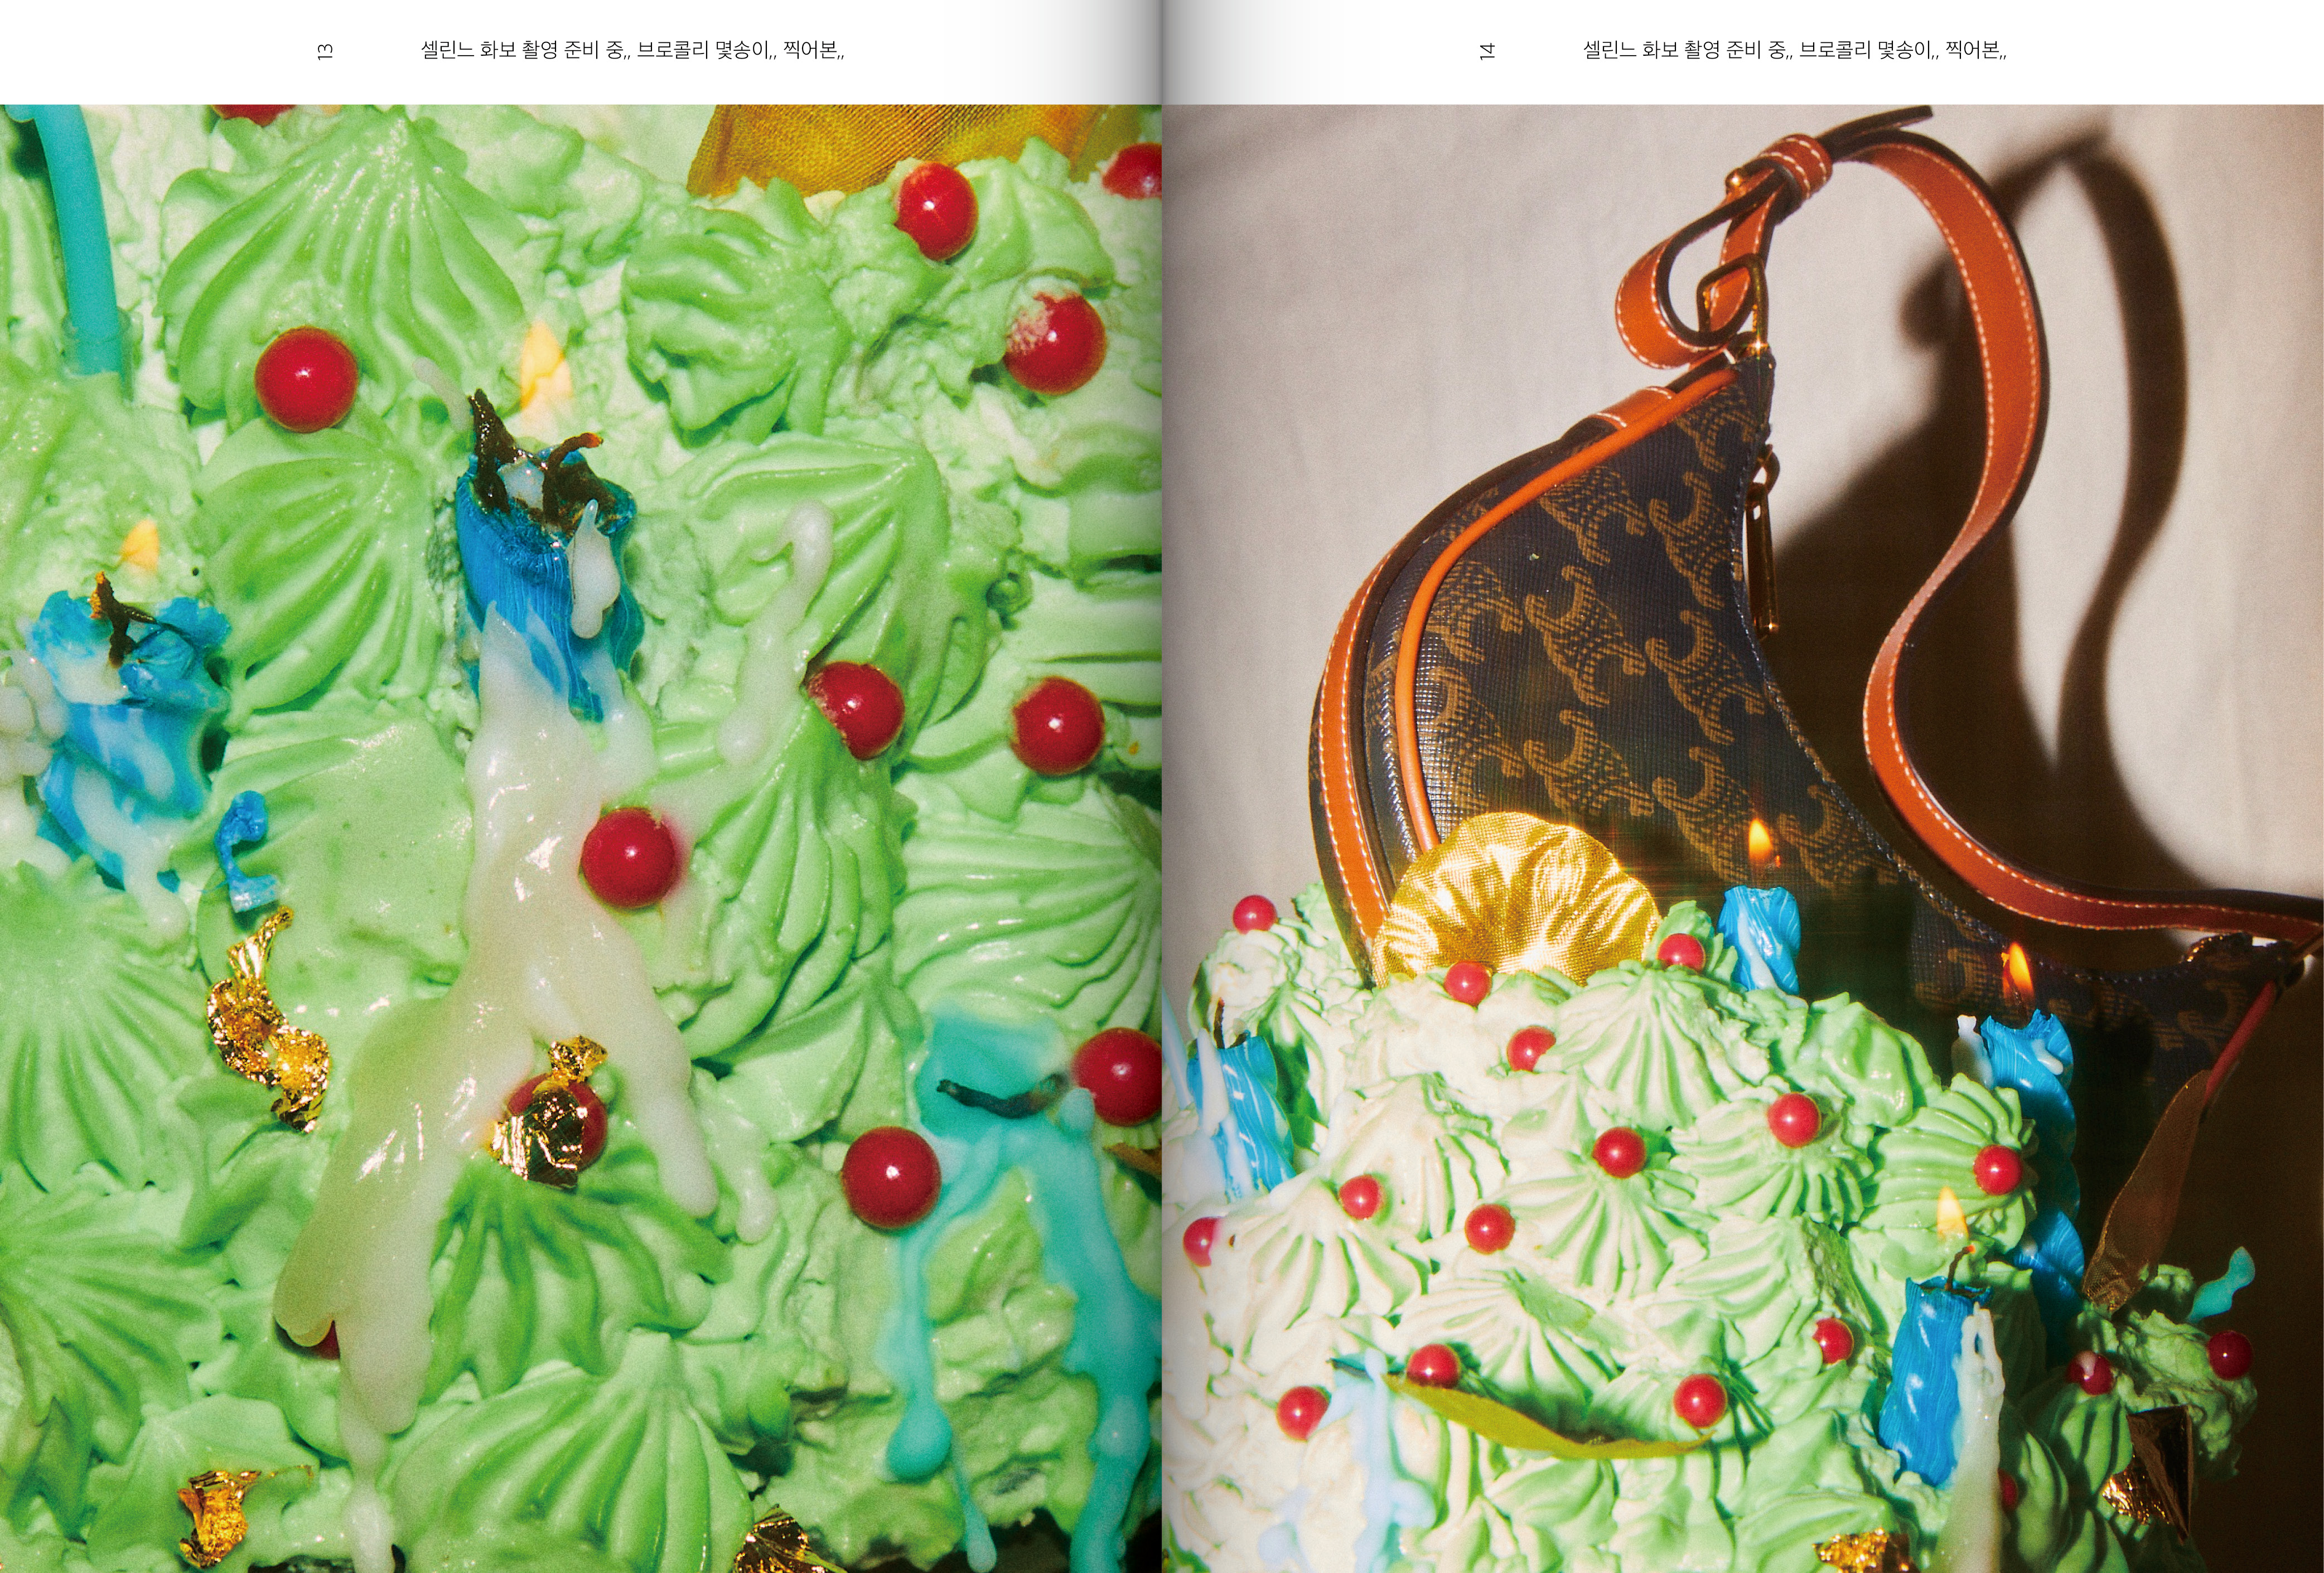 13
셀린느 화보 촬영 준비 중,, 브로콜리 몇송이,, 찍어본,,
14
셀린느 화보 촬영 준비 중,, 브로콜리 몇송이,, 찍어본,,